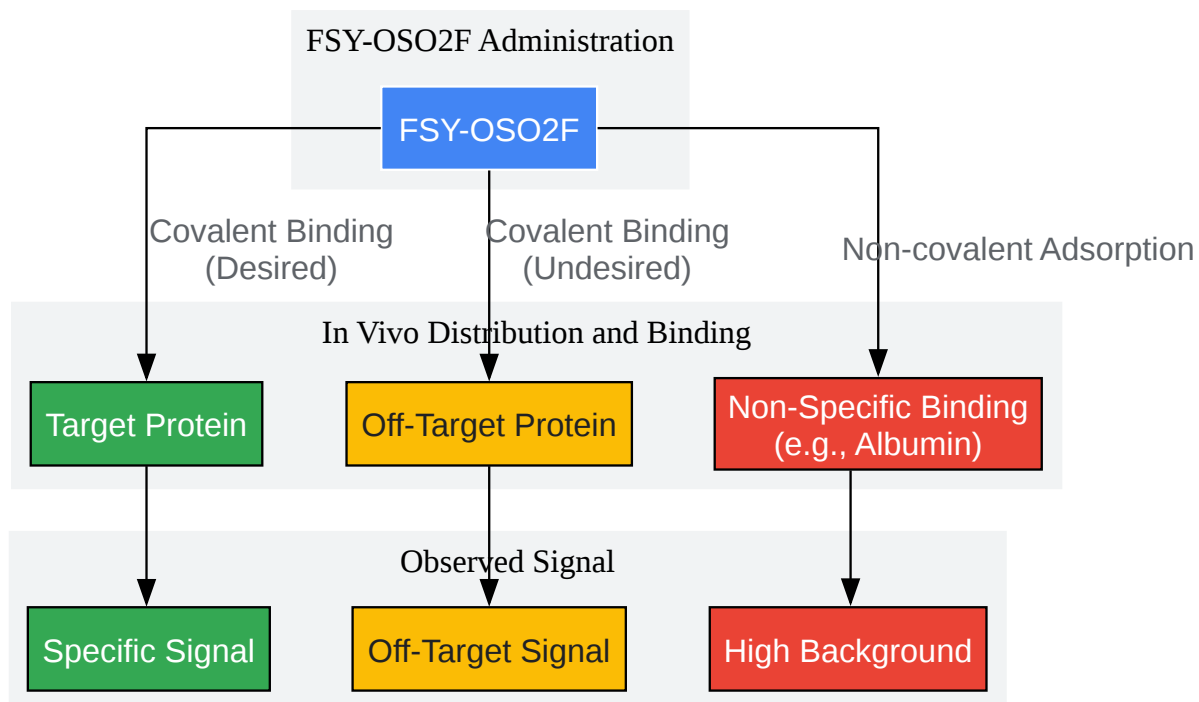 FSY-OSO2F Administration
FSY-OSO2F
Covalent Binding
(Desired)
Covalent Binding
(Undesired)
Non-covalent Adsorption
In Vivo Distribution and Binding
Target Protein
Off-Target Protein
Non-Specific Binding
(e.g., Albumin)
Observed Signal
Specific Signal
Off-Target Signal
High Background